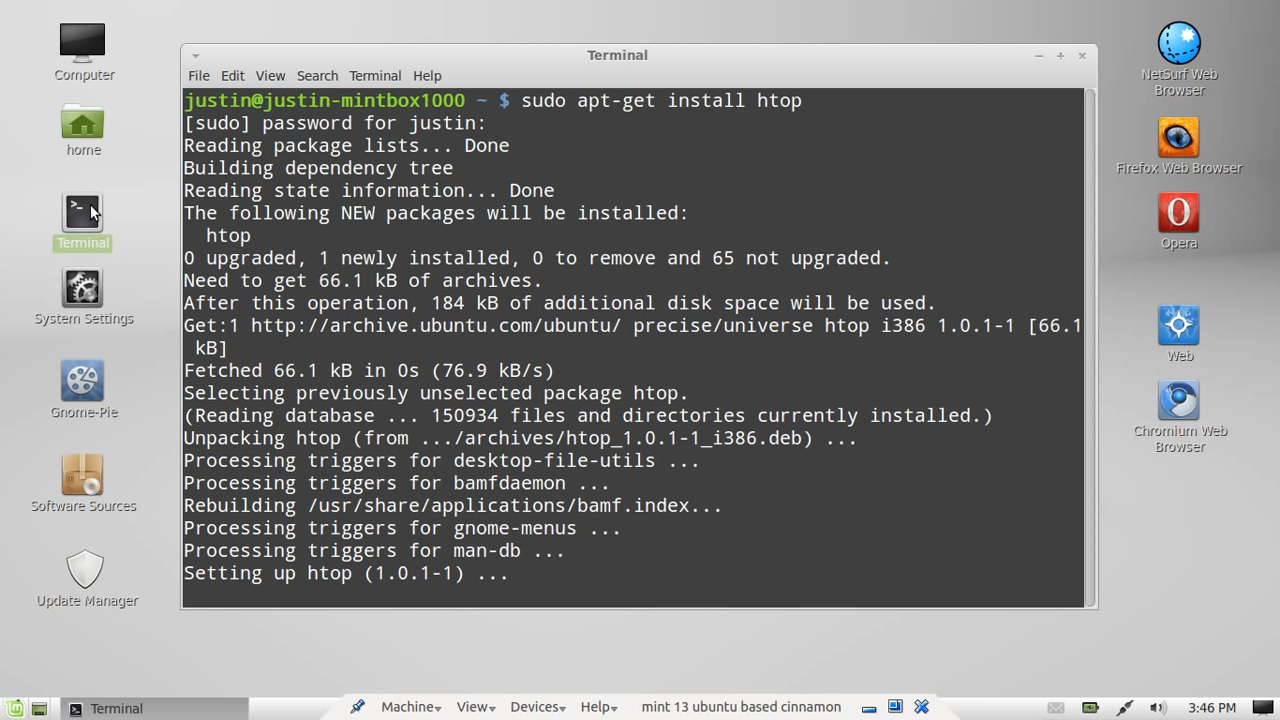 Computer
home
Terminal
System Settings
Gnome-Pie
Software Sources
Update Manager
Terminal
File Edit View Search Terminal Help
justin@justin-mintbox1000 ~ $ sudo apt-get install htop
[sudo] password for justin:
Reading package lists... Done
Building dependency tree
Reading state information... Done
The following NEW packages will be installed:
htop
0 upgraded, 1 newly installed, 0 to remove and 65 not upgraded.
Need to get 66.1 kB of archives.
After this operation, 184 kB of additional disk space will be used.
Get:1 http://archive.ubuntu.com/ubuntu/ precise/universe htop i386 1.0.1-1 [66.1
kB]
Fetched 66.1 kB in 0s (76.9 kB/s)
Selecting previously unselected package htop.
(Reading database ... 150934 files and directories currently installed.)
Unpacking htop (from .../archives/htop_1.0.1-1_i386.deb) ...
Processing triggers for desktop-file-utils ...
Processing triggers for bamfdaemon ...
Rebuilding /usr/share/applications/bamf.index...
Processing triggers for gnome-menus ...
Processing triggers for man-db ...
Setting up htop (1.0.1-1) ...
NetSurf Web
Browser
Firefox Web Browser
Opera
Web
Chromium Web
Browser
Terminal
Machine View Devices Help mint 13 ubuntu based cinnamon
3:46 PM